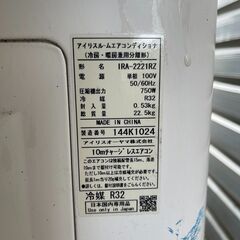 アイリスルームエアコンディショナ
(冷房・暖房兼用分離形)
形名 IRA-2221RZ
電源 単相 100V
50/60Hz
圧縮機出力 750W
冷媒 R32
封入量 0.53kg
総質量 22.5kg
MADE IN CHINA
製造番号 144K1024
アイリスオーヤマ株式会社
10mチャージレスエアコン
冷媒 R32
日本国内専用品
Use only in Japan